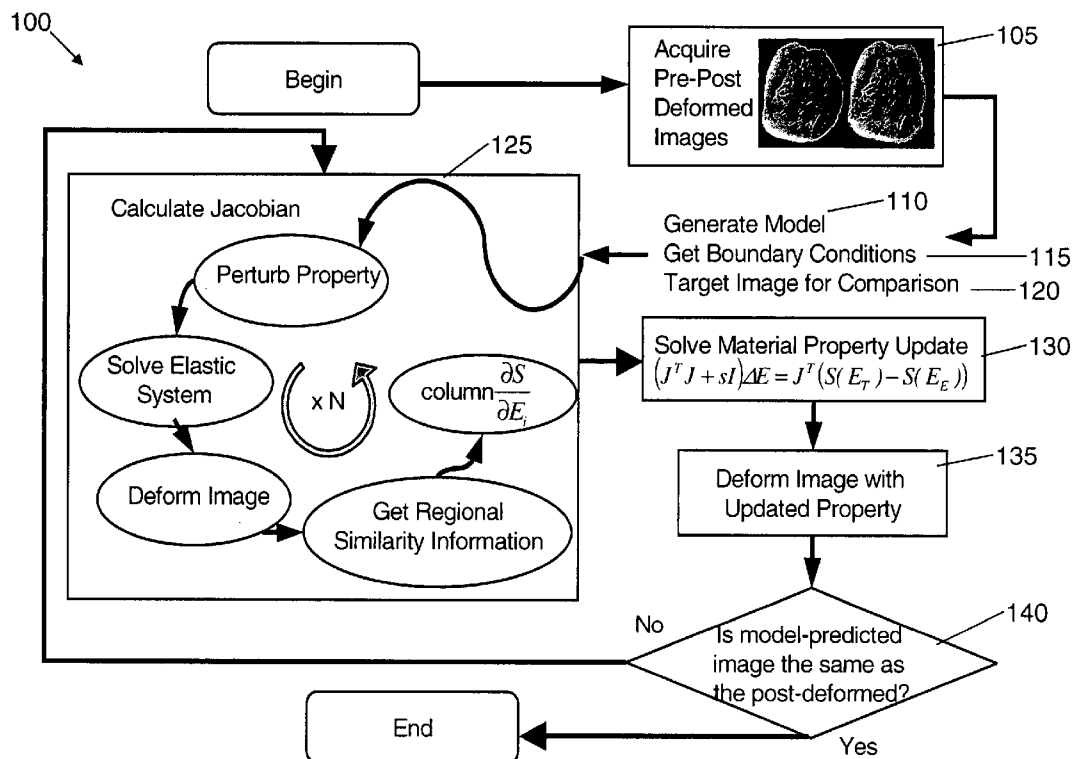 100
Begin
Acquire
Pre-Post
Deformed
Images
105
125
Calculate Jacobian
Perturb Property
Solve Elastic
System
Deform Image
Get Regional
Similarity Information
column ∂S/∂E_i
x N
Generate Model
110
Get Boundary Conditions
115
Target Image for Comparison
120
Solve Material Property Update
(J^T J + sI)ΔE = J^T(S(E_T) − S(E_E))
130
Deform Image with
Updated Property
135
Is model-predicted
image the same as
the post-deformed?
140
No
Yes
End